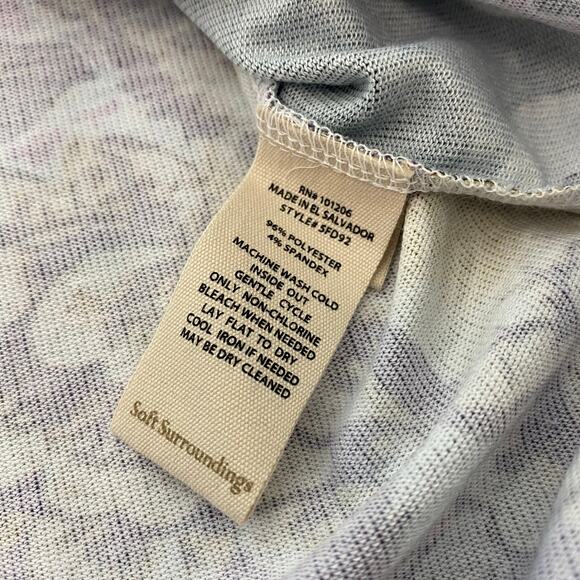 RN# 101206
MADE IN EL SALVADOR
STYLE# 5FD92
96% POLYESTER
4% SPANDEX
MACHINE WASH COLD
INSIDE OUT
GENTLE CYCLE
ONLY NON-CHLORINE
BLEACH WHEN NEEDED
LAY FLAT TO DRY
COOL IRON IF NEEDED
MAY BE DRY CLEANED
Soft Surroundings®